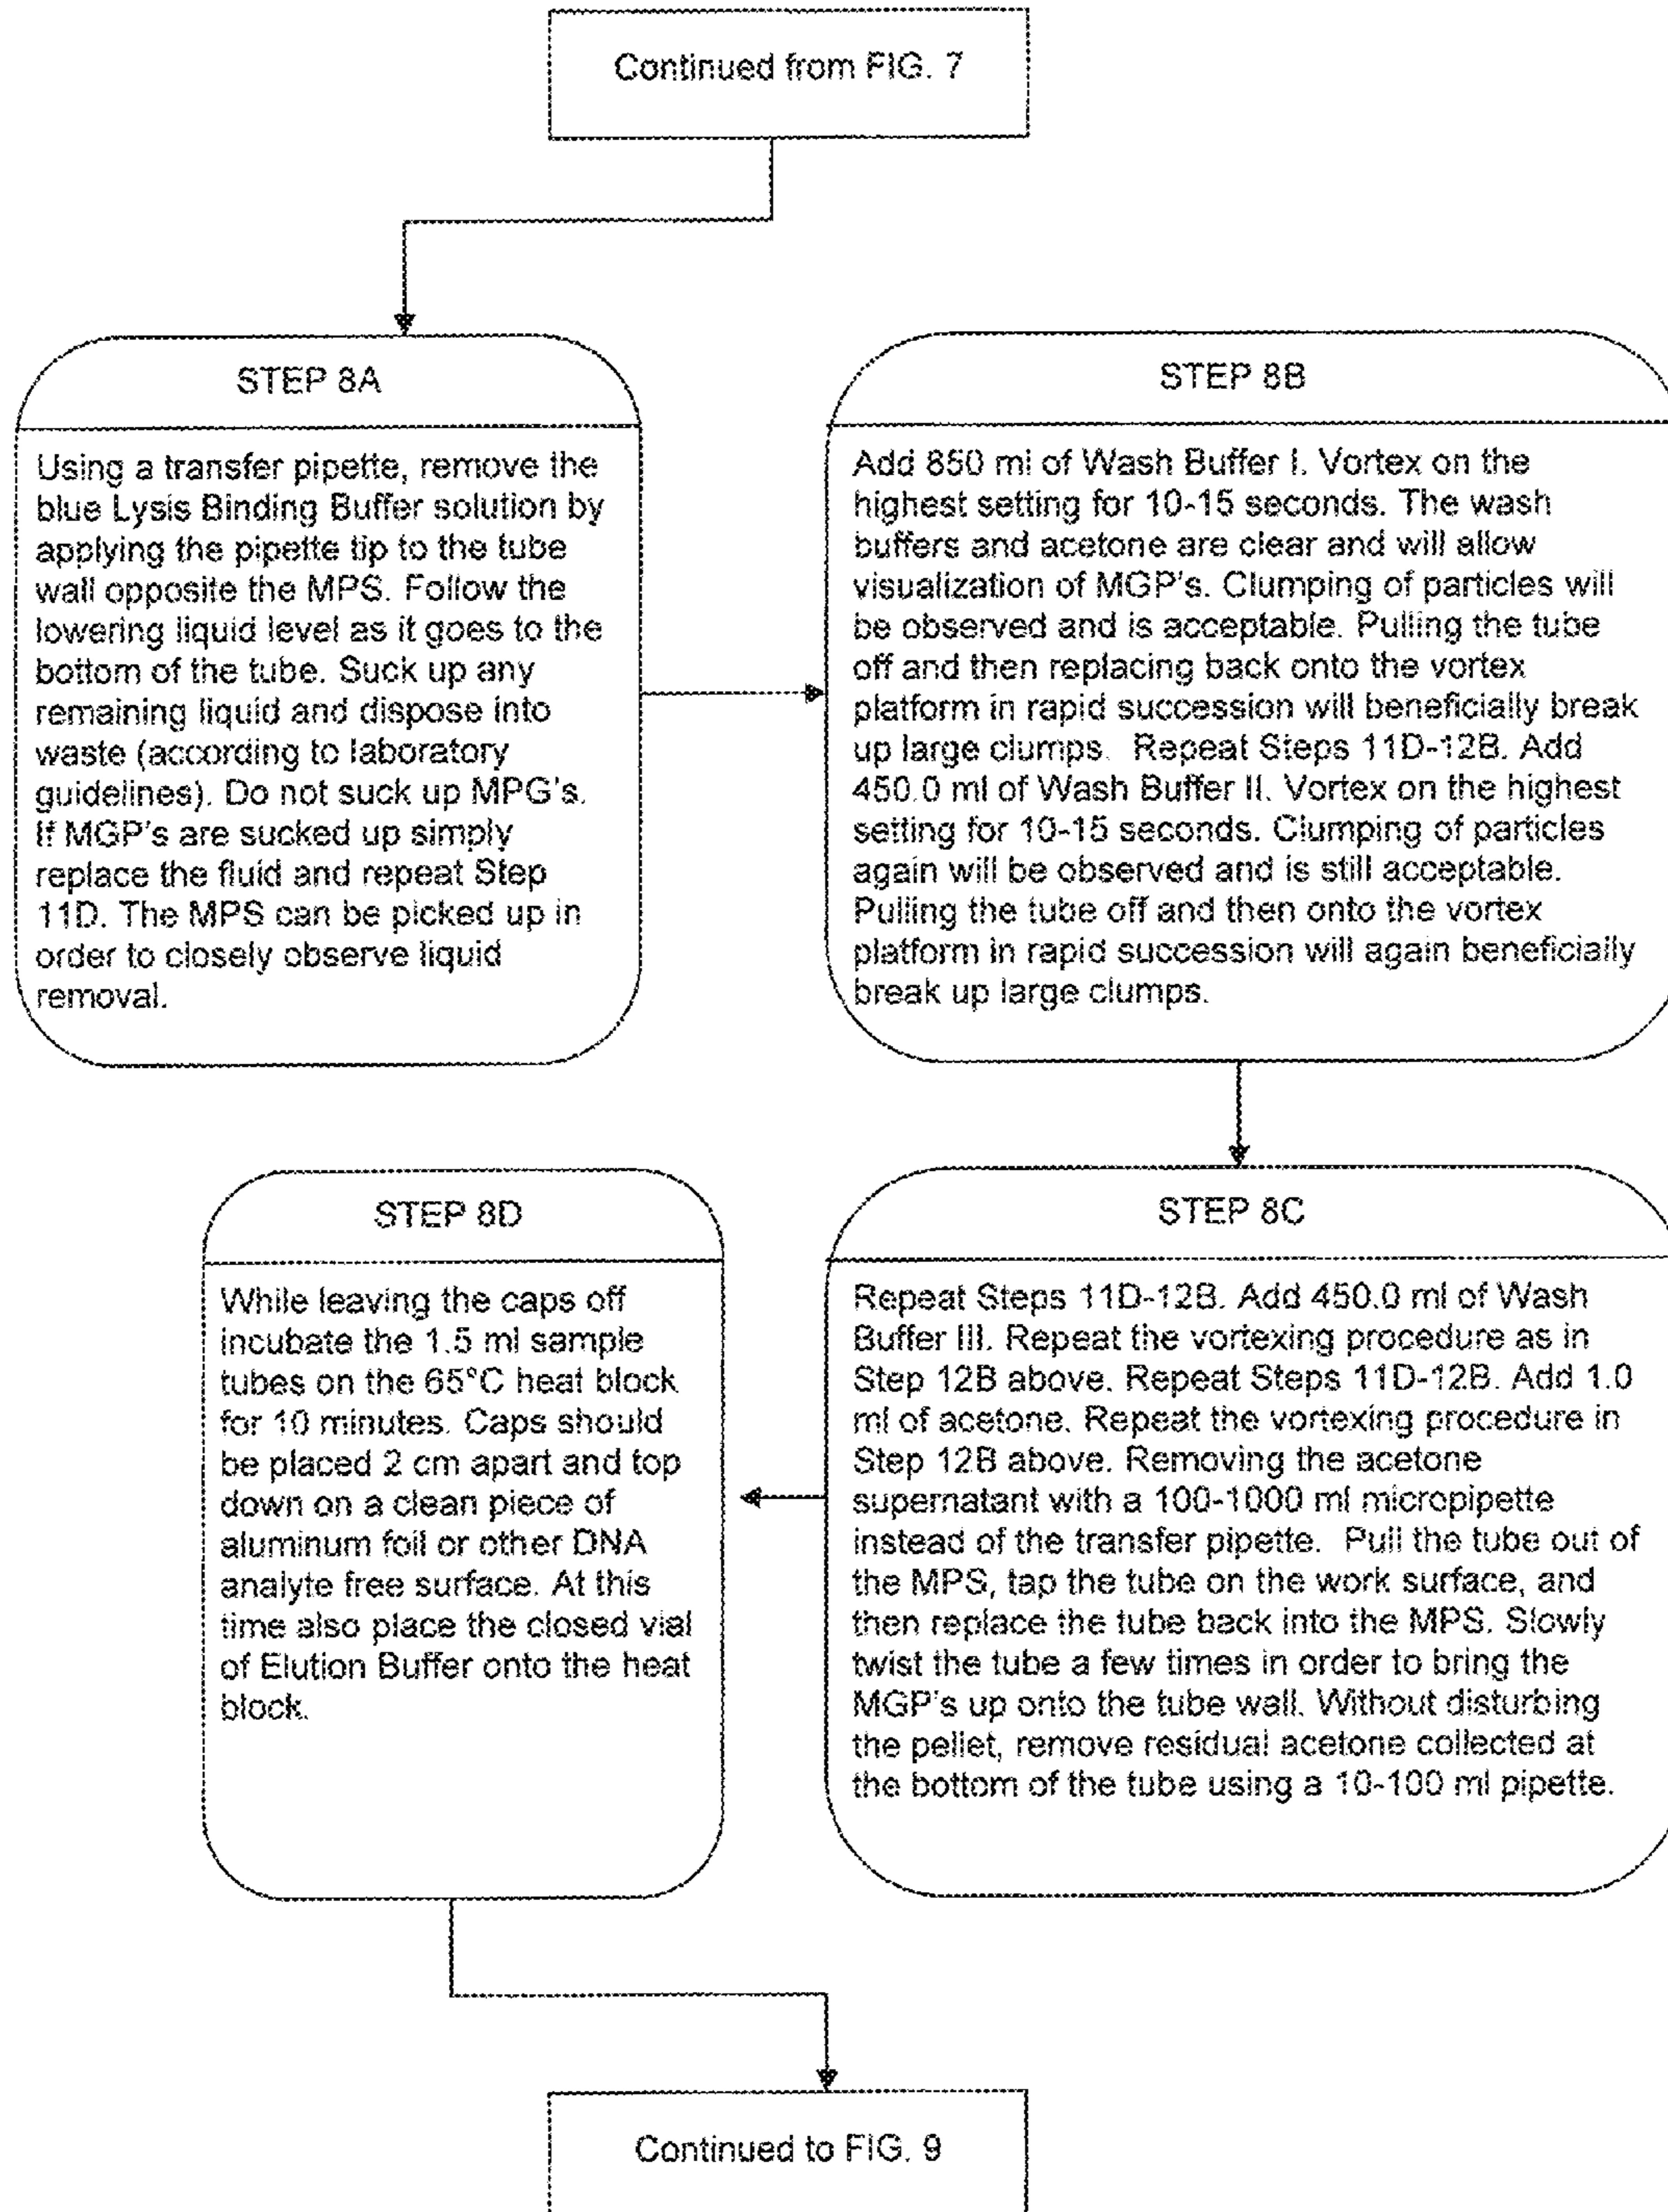 Continued from FIG. 7
STEP 8A
Using a transfer pipette, remove the
blue Lysis Binding Buffer solution by
applying the pipette tip to the tube
wall opposite the MPS. Follow the
lowering liquid level as it goes to the
bottom of the tube. Suck up any
remaining liquid and dispose into
waste (according to laboratory
guidelines). Do not suck up MPG's.
If MGP's are sucked up simply
replace the fluid and repeat Step
11D. The MPS can be picked up in
order to closely observe liquid
removal.
STEP 8B
Add 850 ml of Wash Buffer I. Vortex on the
highest setting for 10-15 seconds. The wash
buffers and acetone are clear and will allow
visualization of MGP's. Clumping of particles will
be observed and is acceptable. Pulling the tube
off and then replacing back onto the vortex
platform in rapid succession will beneficially break
up large clumps. Repeat Steps 11D-12B. Add
450.0 ml of Wash Buffer II. Vortex on the highest
setting for 10-15 seconds. Clumping of particles
again will be observed and is still acceptable.
Pulling the tube off and then onto the vortex
platform in rapid succession will again beneficially
break up large clumps.
STEP 8C
Repeat Steps 11D-12B. Add 450.0 ml of Wash
Buffer III. Repeat the vortexing procedure as in
Step 12B above. Repeat Steps 11D-12B. Add 1.0
ml of acetone. Repeat the vortexing procedure in
Step 12B above. Removing the acetone
supernatant with a 100-1000 ml micropipette
instead of the transfer pipette. Pull the tube out of
the MPS, tap the tube on the work surface, and
then replace the tube back into the MPS. Slowly
twist the tube a few times in order to bring the
MGP's up onto the tube wall. Without disturbing
the pellet, remove residual acetone collected at
the bottom of the tube using a 10-100 ml pipette.
STEP 8D
While leaving the caps off
incubate the 1.5 ml sample
tubes on the 65°C heat block
for 10 minutes. Caps should
be placed 2 cm apart and top
down on a clean piece of
aluminum foil or other DNA
analyte free surface. At this
time also place the closed vial
of Elution Buffer onto the heat
block.
Continued to FIG. 9